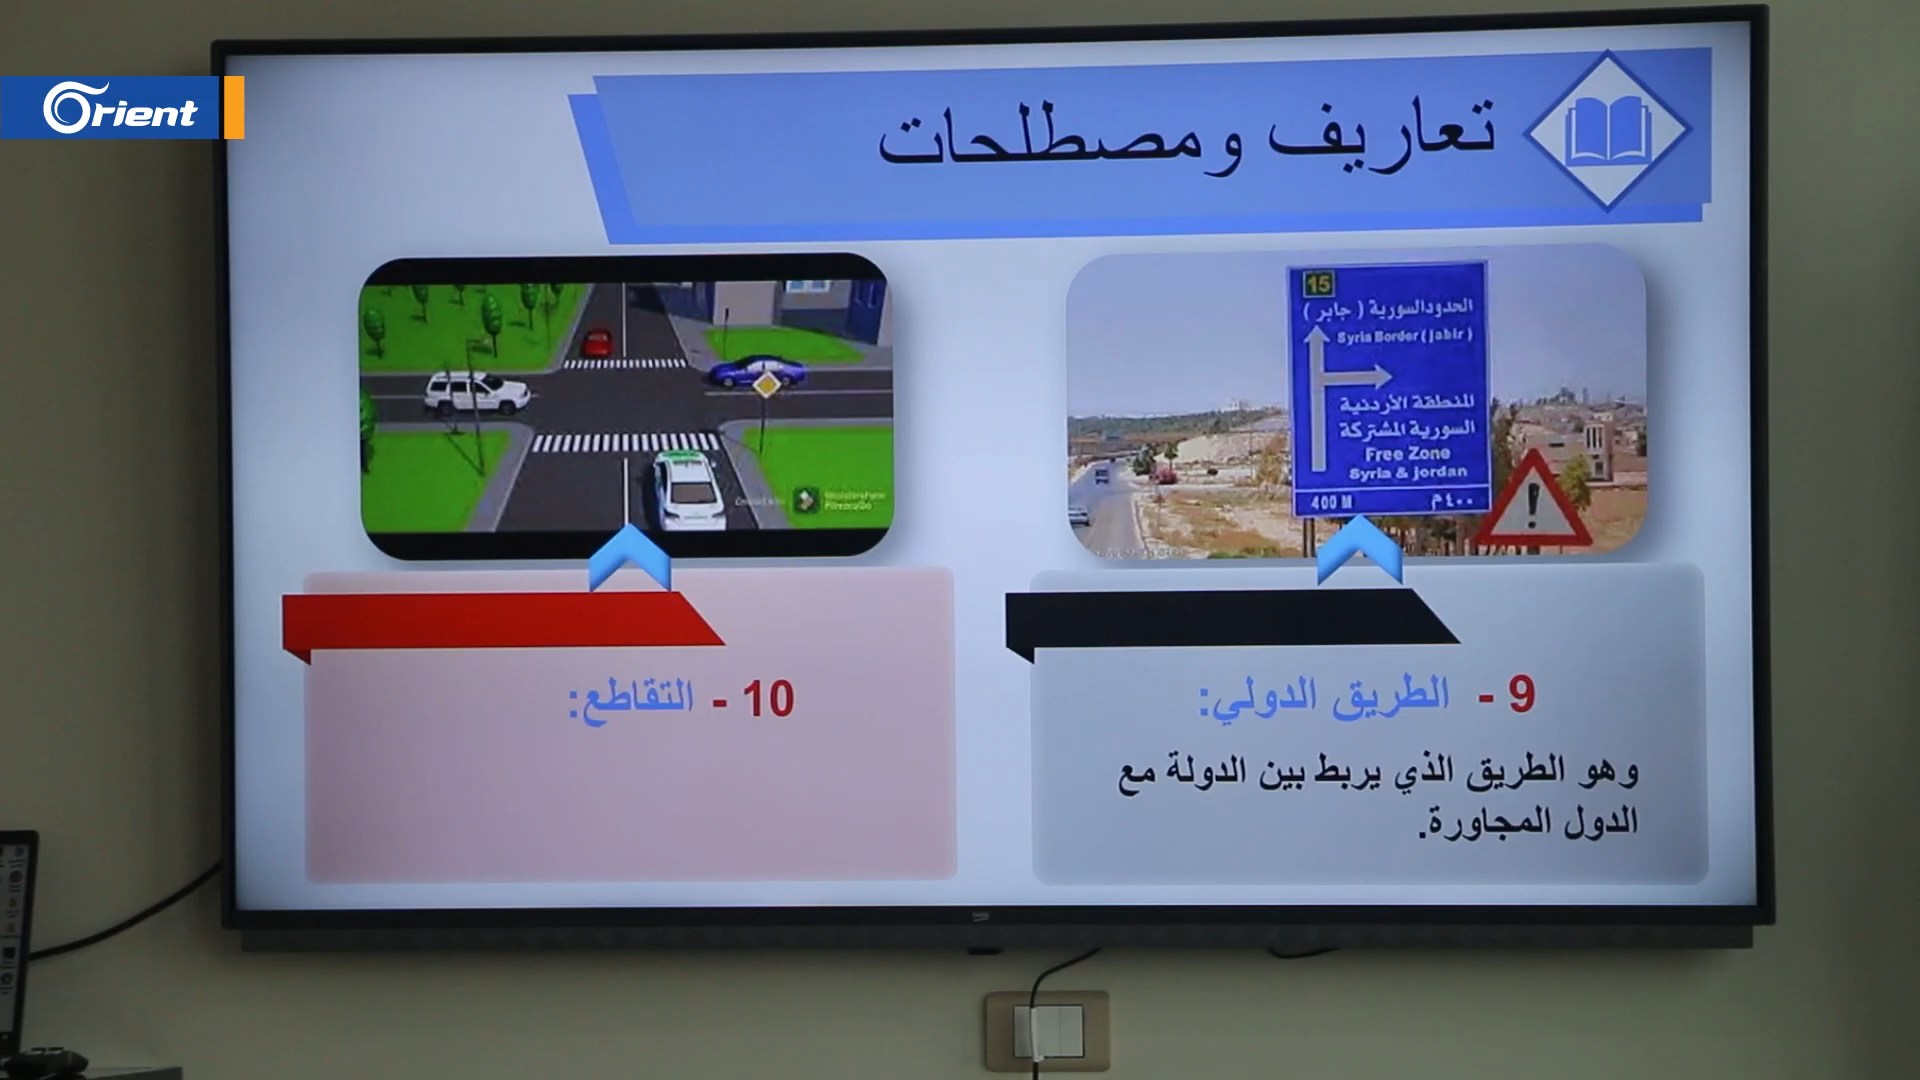 Orient
تعاريف ومصطلحات
15
الحدود السورية ( جابر )
Syria Border ( Jabir )
المنطقة الأردنية
السورية المشتركة
Free Zone
Syria & jordan
400 M ٤٠٠م
9 - الطريق الدولي:
وهو الطريق الذي يربط بين الدولة مع
الدول المجاورة.
10 - التقاطع:
beko